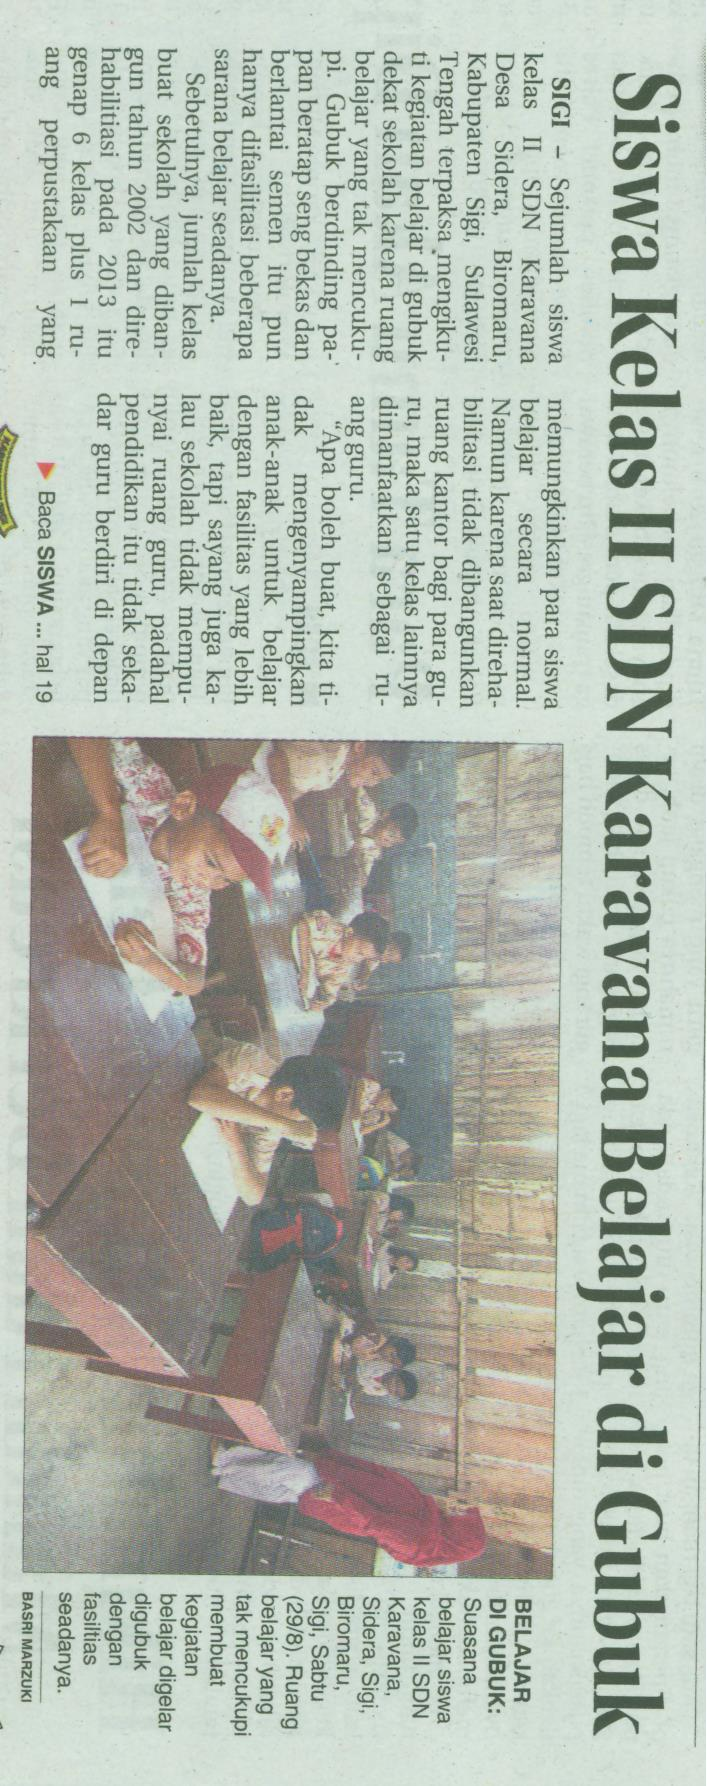 Siswa Kelas II SDN Karavana Belajar di Gubuk
SIGI – Sejumlah siswa
kelas II SDN Karavana
Desa Sidera, Biromaru,
Kabupaten Sigi, Sulawesi
Tengah terpaksa mengiku-
ti kegiatan belajar di gubuk
dekat sekolah karena ruang
belajar yang tak mencuku-
pi. Gubuk berdinding pa-
pan beratap seng bekas dan
berlantai semen itu pun
hanya difasilitasi beberapa
sarana belajar seadanya.
Sebetulnya, jumlah kelas
buat sekolah yang diban-
gun tahun 2002 dan dire-
habilitiasi pada 2013 itu
genap 6 kelas plus 1 ru-
ang perpustakaan yang
memungkinkan para siswa
belajar secara normal.
Namun karena saat direha-
bilitasi tidak dibangunkan
ruang kantor bagi para gu-
ru, maka satu kelas lainnya
dimanfaatkan sebagai ru-
ang guru.
“Apa boleh buat, kita ti-
dak mengenyampingkan
anak-anak untuk belajar
dengan fasilitas yang lebih
baik, tapi sayang juga ka-
lau sekolah tidak mempu-
nyai ruang guru, padahal
pendidikan itu tidak seka-
dar guru berdiri di depan
Baca SISWA ... hal 19
BELAJAR
DI GUBUK:
Suasana
belajar siswa
kelas II SDN
Karavana,
Sidera, Sigi,
Biromaru,
Sigi, Sabtu
(29/8). Ruang
belajar yang
tak mencukupi
membuat
kegiatan
belajar digelar
digubuk
dengan
fasiltias
seadanya.
BASRI MARZUKI